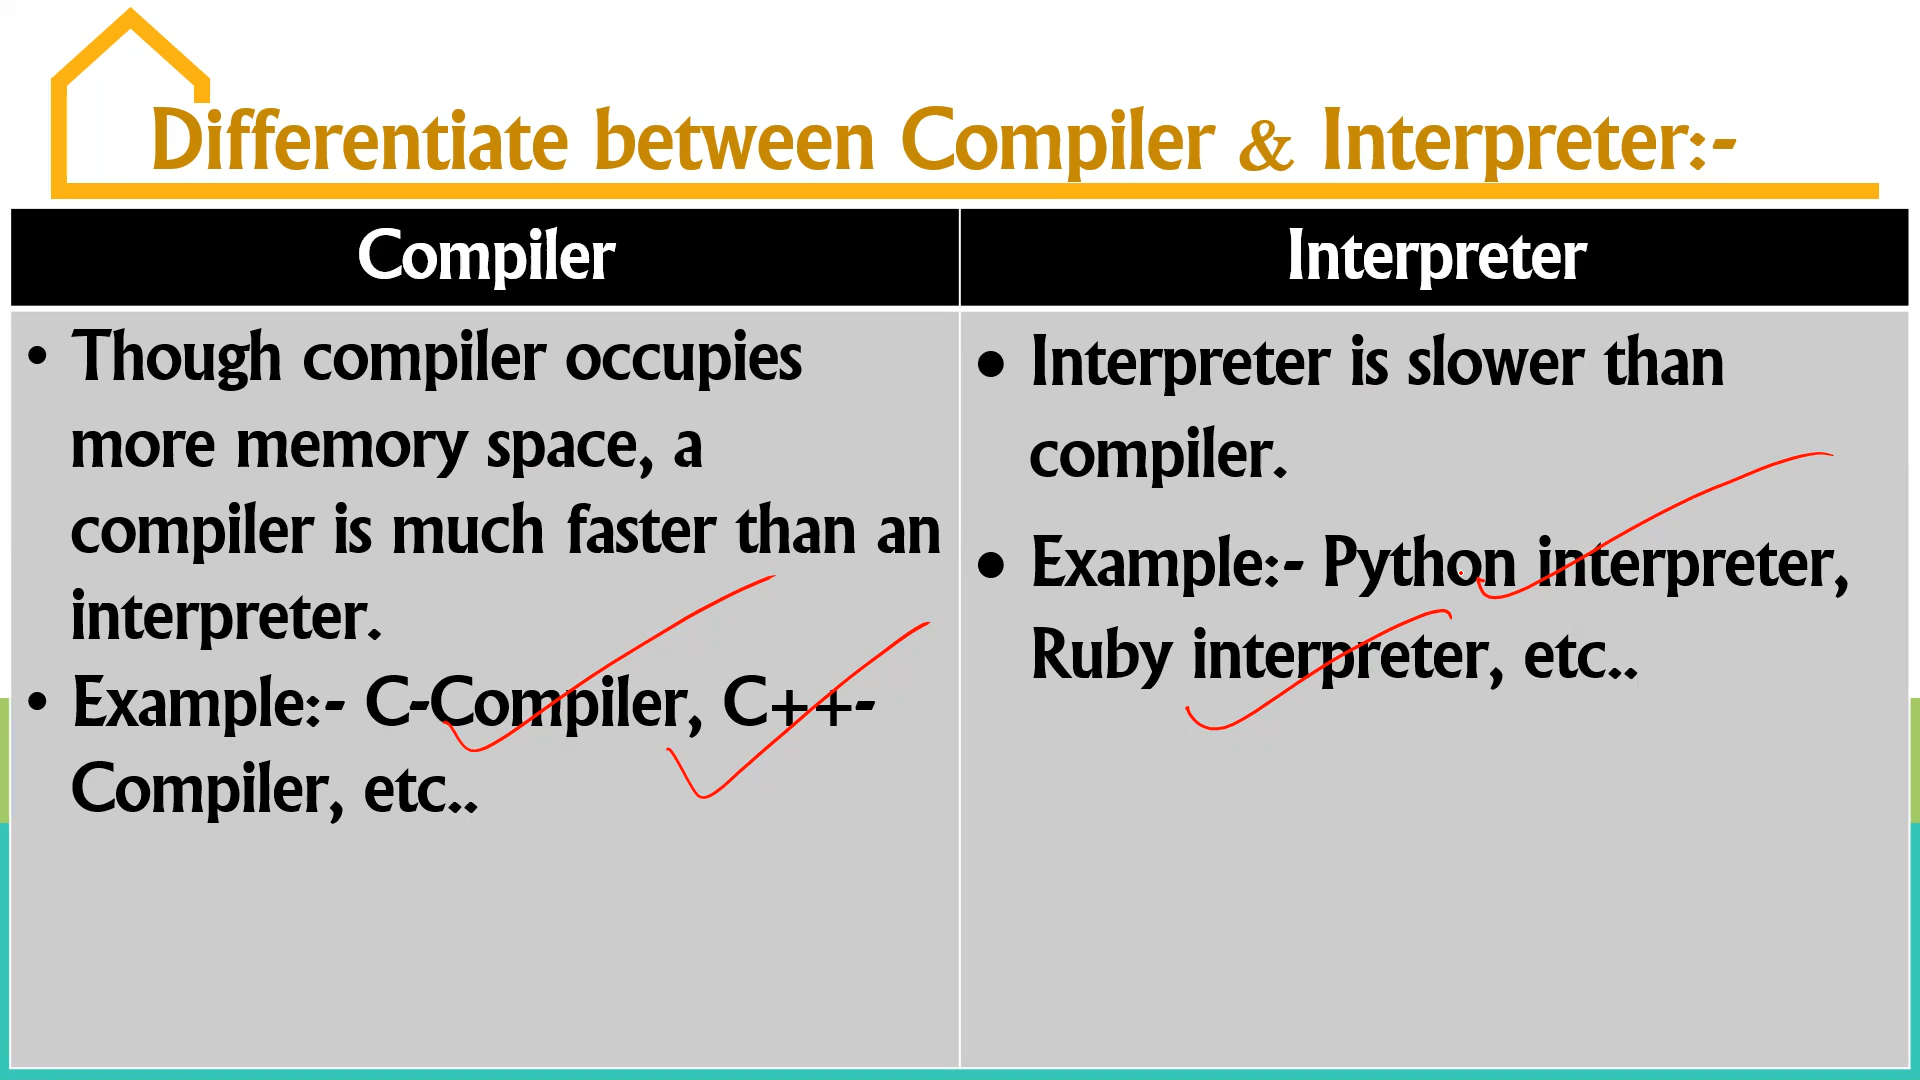 Differentiate between Compiler & Interpreter:-
Compiler
Interpreter
• Though compiler occupies
more memory space, a
compiler is much faster than an
interpreter.
• Example:- C-Compiler, C++-
Compiler, etc..
• Interpreter is slower than
compiler.
• Example:- Python interpreter,
Ruby interpreter, etc..